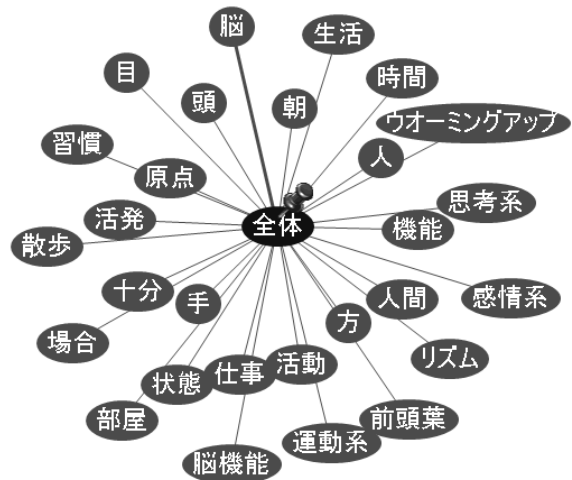 脳
生活
目
時間
頭
朝
ウオーミングアップ
習慣
人
原点
思考系
活発
全体
機能
散歩
十分
手
人間
感情系
方
場合
リズム
活動
仕事
状態
部屋
前頭葉
運動系
脳機能